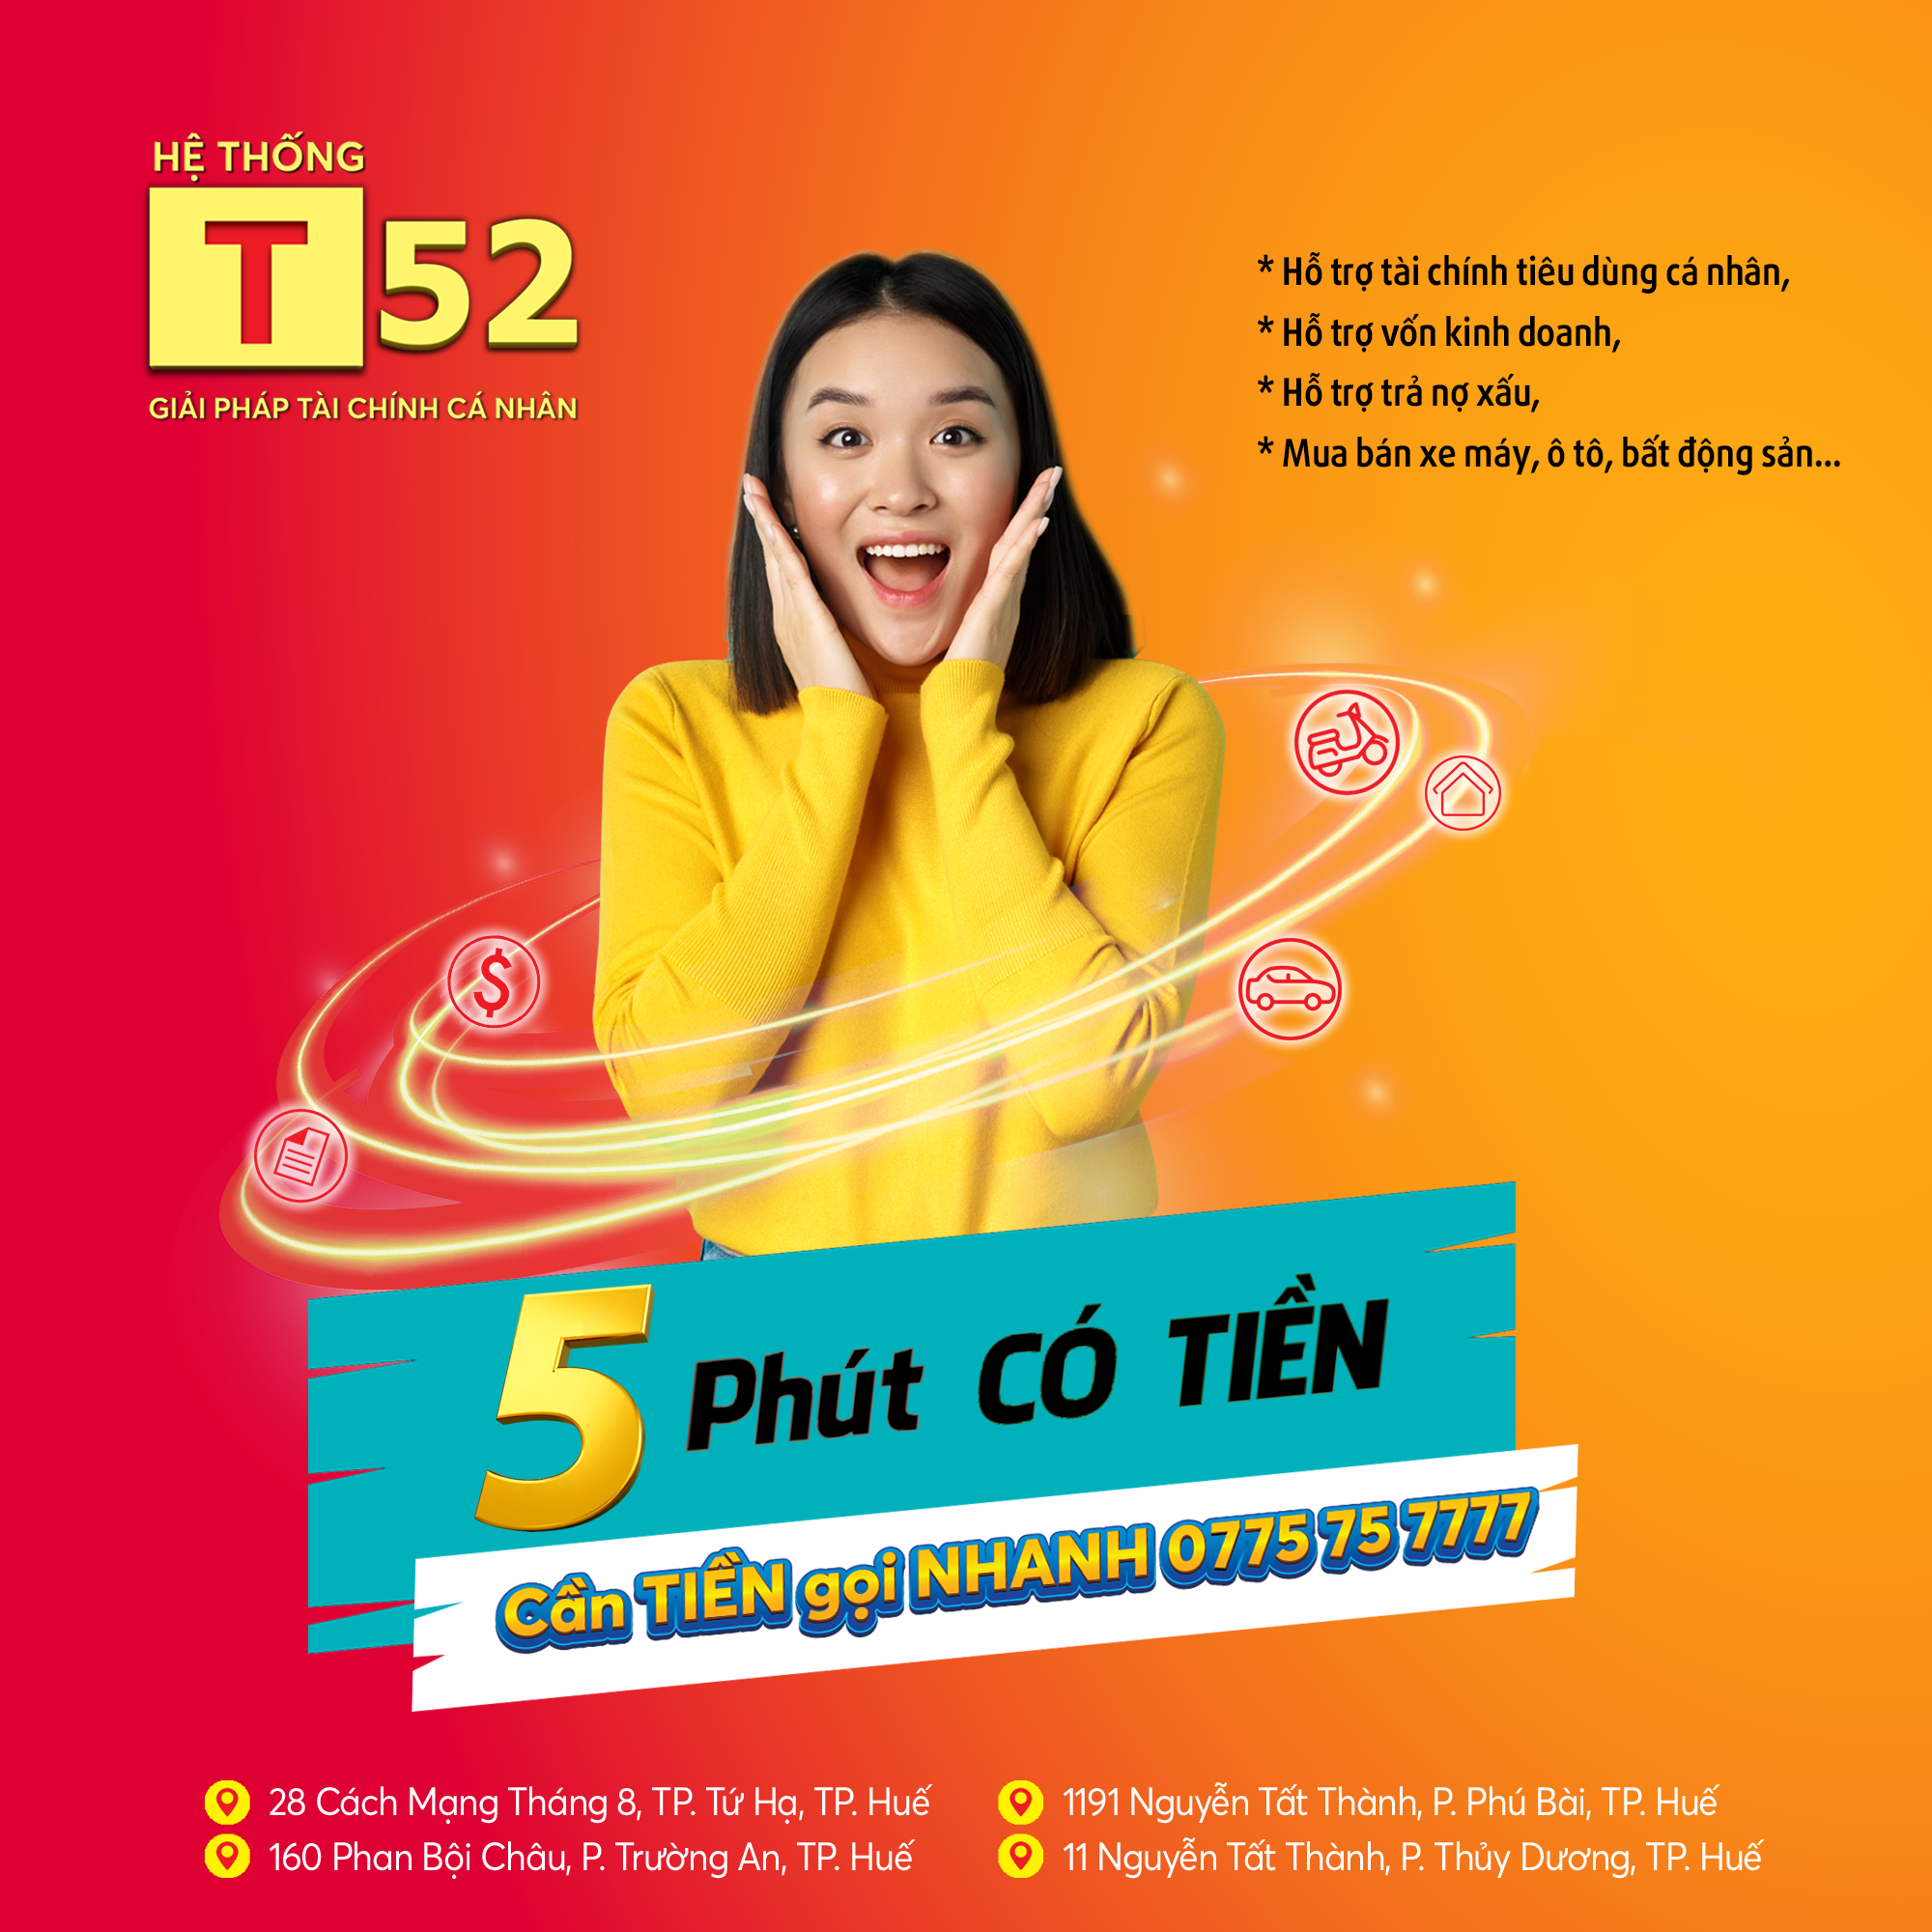 HỆ THỐNG
T52
GIẢI PHÁP TÀI CHÍNH CÁ NHÂN
* Hỗ trợ tài chính tiêu dùng cá nhân,
* Hỗ trợ vốn kinh doanh,
* Hỗ trợ trả nợ xấu,
* Mua bán xe máy, ô tô, bất động sản...
$
5 Phút CÓ TIỀN
Cần TIỀN gọi NHANH 0775 75 7777
28 Cách Mạng Tháng 8, TP. Tứ Hạ, TP. Huế
160 Phan Bội Châu, P. Trường An, TP. Huế
1191 Nguyễn Tất Thành, P. Phú Bài, TP. Huế
11 Nguyễn Tất Thành, P. Thủy Dương, TP. Huế